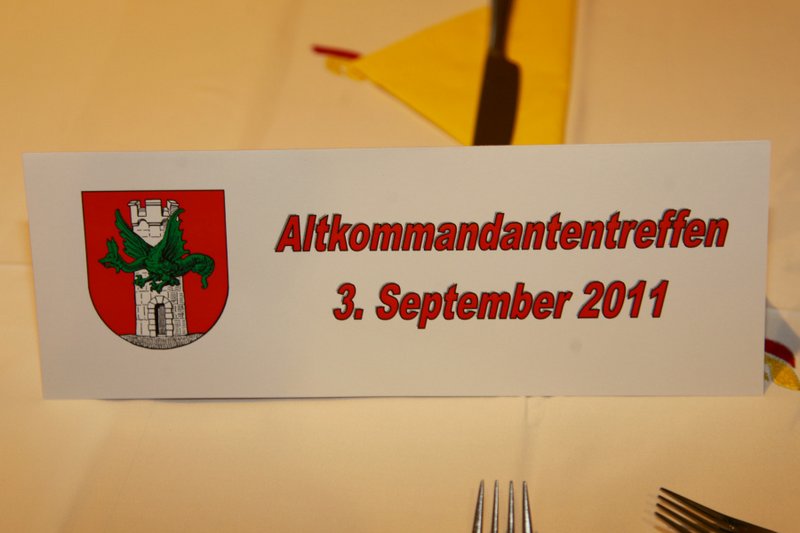 Altkommandantentreffen
3. September 2011